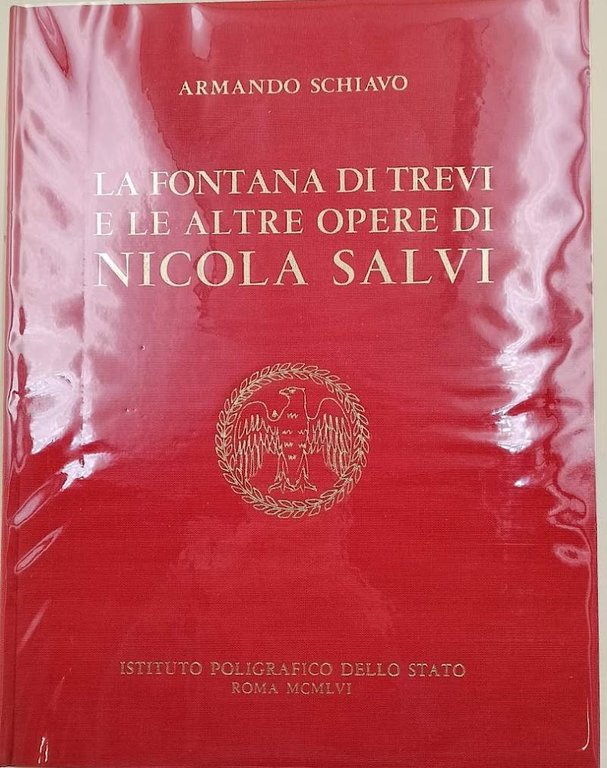 ARMANDO SCHIAVO
LA FONTANA DI TREVI
E LE ALTRE OPERE DI
NICOLA SALVI
ISTITUTO POLIGRAFICO DELLO STATO
ROMA MCMLVI